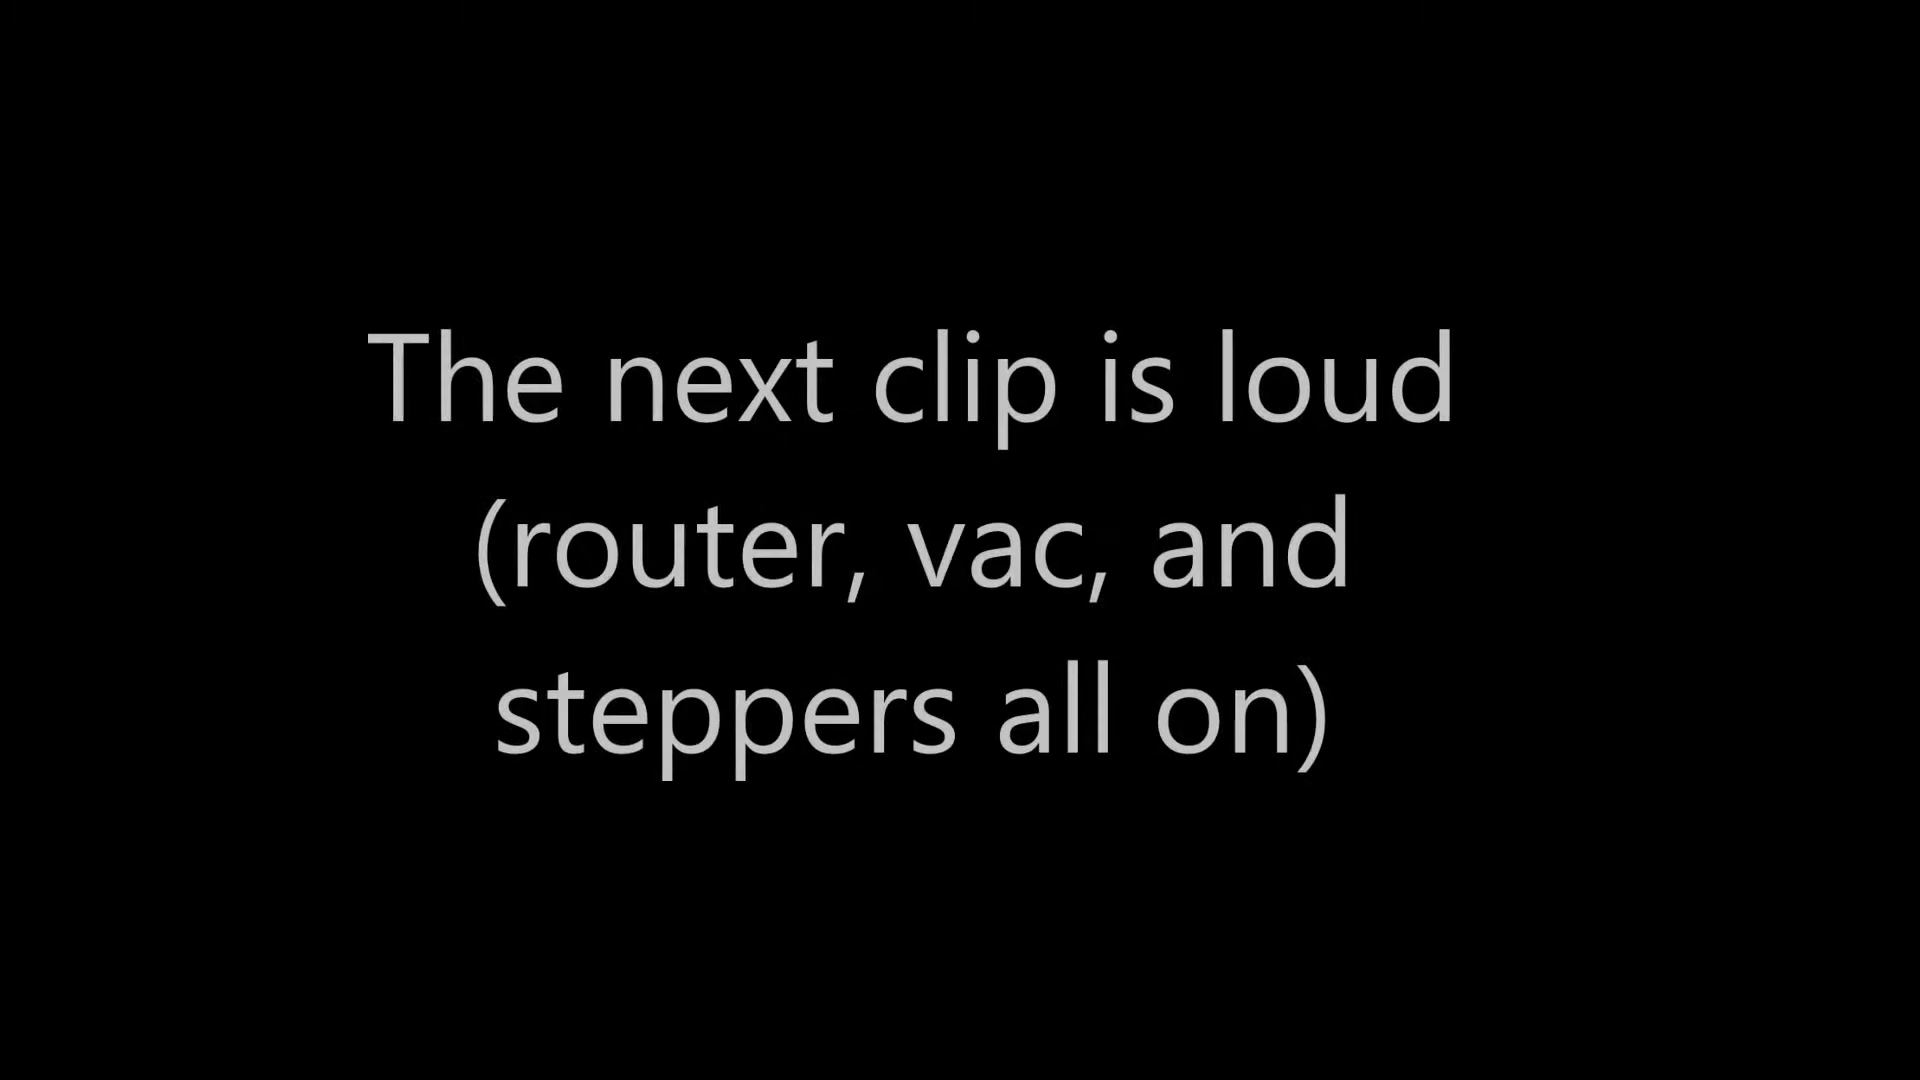 The next clip is loud
(router, vac, and
steppers all on)